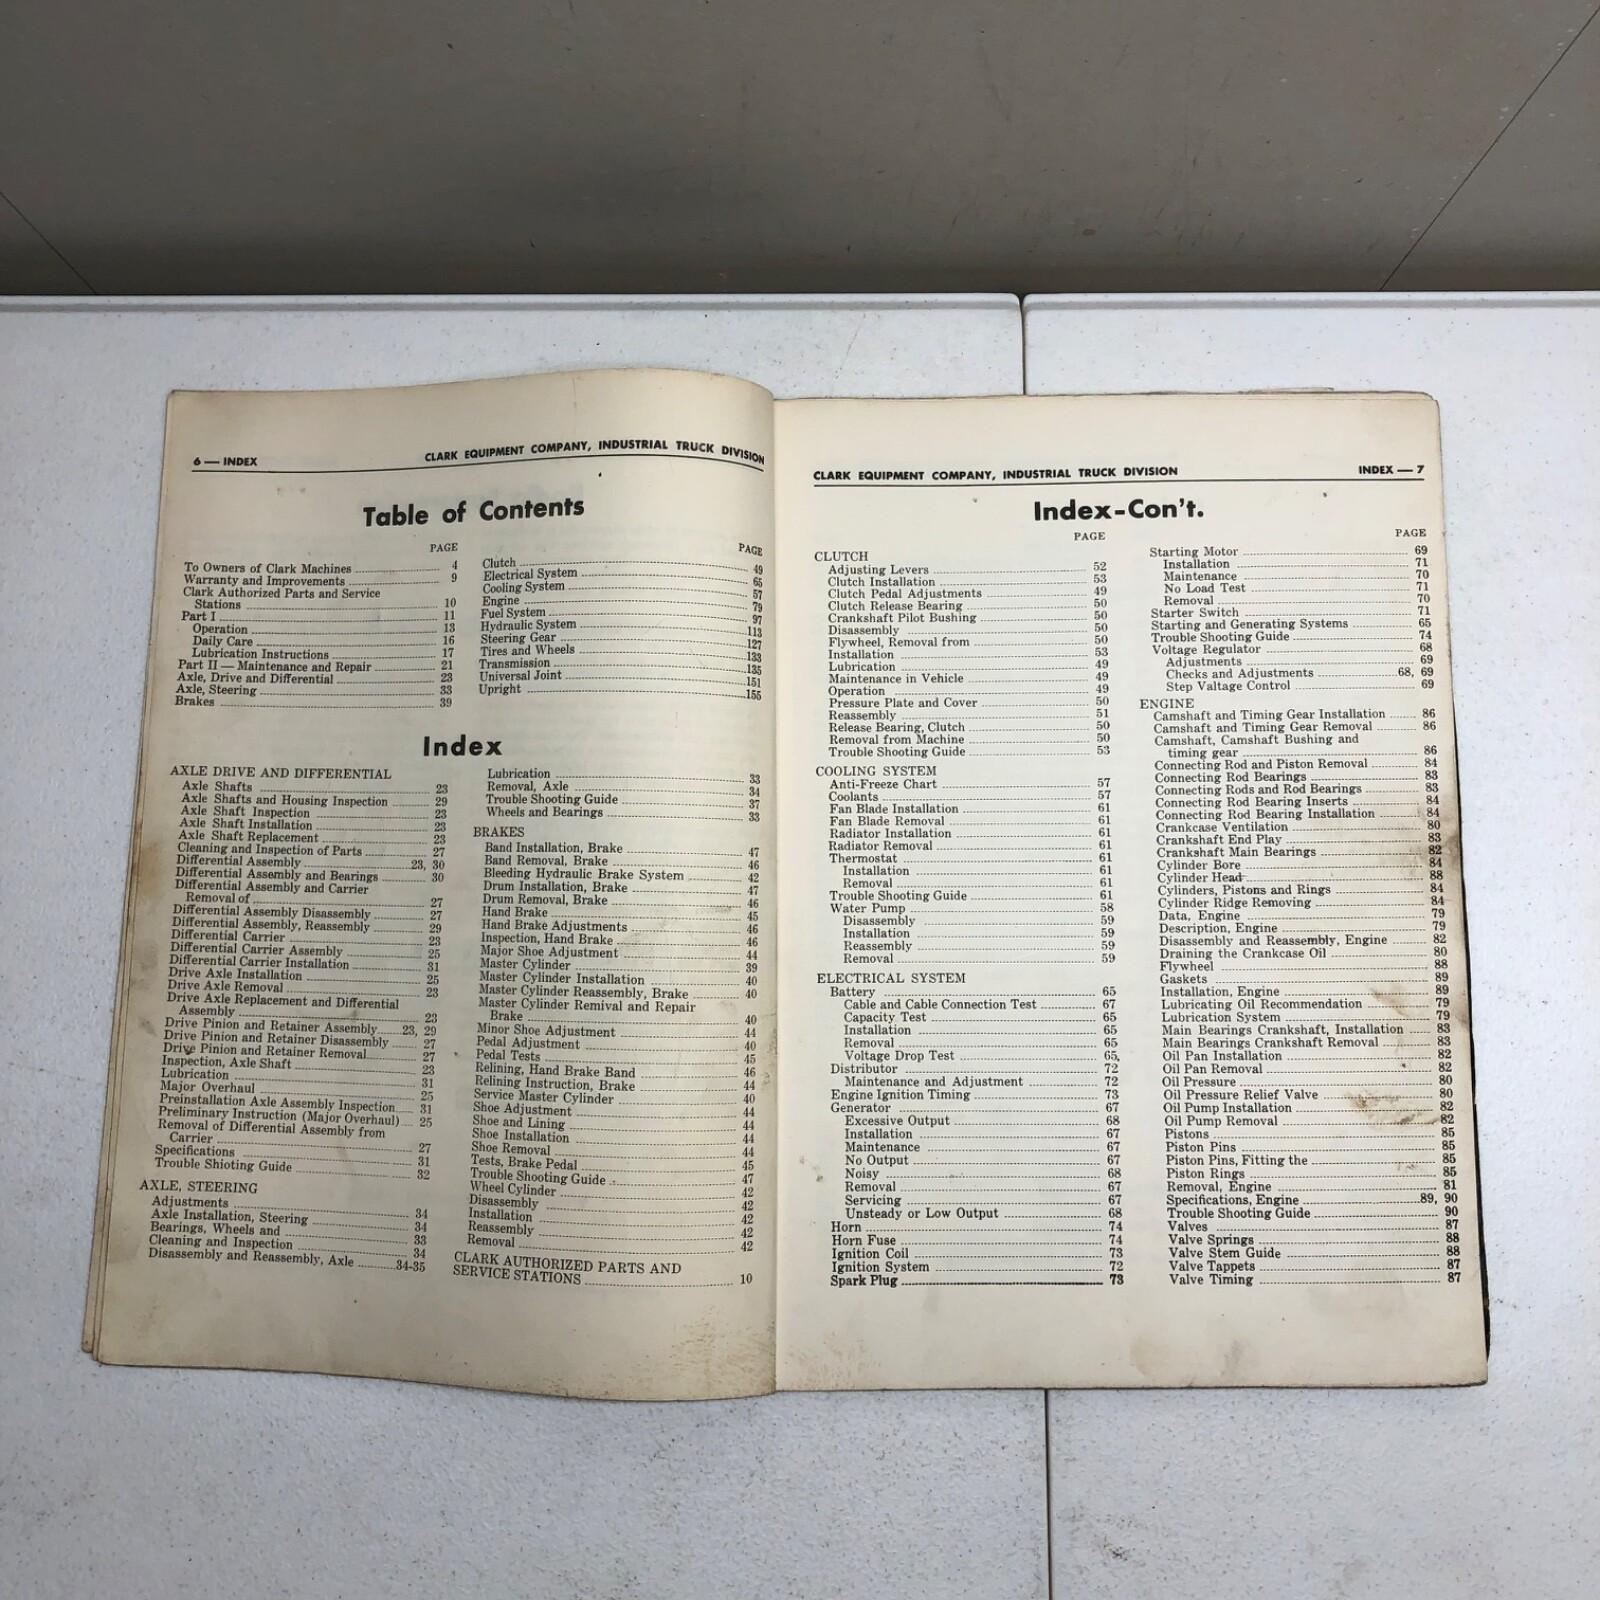 6 — INDEX
CLARK EQUIPMENT COMPANY, INDUSTRIAL TRUCK DIVISION
Table of Contents
PAGE
To Owners of Clark Machines 4
Warranty and Improvements 9
Clark Authorized Parts and Service
Stations 10
Part I 11
Operation 13
Daily Care 16
Lubrication Instructions 17
Part II — Maintenance and Repair 21
Axle, Drive and Differential 23
Axle, Steering 33
Brakes 39
PAGE
Clutch 49
Electrical System 65
Cooling System 57
Engine 79
Fuel System 97
Hydraulic System 113
Steering Gear 127
Tires and Wheels 133
Transmission 135
Universal Joint 151
Upright 155
Index
AXLE DRIVE AND DIFFERENTIAL
Axle Shafts 23
Axle Shafts and Housing Inspection 29
Axle Shaft Inspection 23
Axle Shaft Installation 23
Axle Shaft Replacement 23
Cleaning and Inspection of Parts 27
Differential Assembly 23, 30
Differential Assembly and Bearings 30
Differential Assembly and Carrier
Removal of 27
Differential Assembly Disassembly 27
Differential Assembly, Reassembly 29
Differential Carrier 23
Differential Carrier Assembly 25
Differential Carrier Installation 31
Drive Axle Installation 25
Drive Axle Removal 23
Drive Axle Replacement and Differential
Assembly 23
Drive Pinion and Retainer Assembly 23, 29
Drive Pinion and Retainer Disassembly 27
Drive Pinion and Retainer Removal 27
Inspection, Axle Shaft 23
Lubrication 31
Major Overhaul 25
Preinstallation Axle Assembly Inspection 31
Preliminary Instruction (Major Overhaul) 25
Removal of Differential Assembly from
Carrier 27
Specifications 31
Trouble Shioting Guide 32
AXLE, STEERING
Adjustments 34
Axle Installation, Steering 34
Bearings, Wheels and 33
Cleaning and Inspection 34
Disassembly and Reassembly, Axle 34-35
Lubrication 33
Removal, Axle 34
Trouble Shooting Guide 37
Wheels and Bearings 33
BRAKES
Band Installation, Brake 47
Band Removal, Brake 46
Bleeding Hydraulic Brake System 42
Drum Installation, Brake 47
Drum Removal, Brake 46
Hand Brake 45
Hand Brake Adjustments 46
Inspection, Hand Brake 46
Major Shoe Adjustment 44
Master Cylinder 39
Master Cylinder Installation 40
Master Cylinder Reassembly, Brake 40
Master Cylinder Remival and Repair
Brake 40
Minor Shoe Adjustment 44
Pedal Adjustment 40
Pedal Tests 45
Relining, Hand Brake Band 46
Relining Instruction, Brake 44
Service Master Cylinder 40
Shoe Adjustment 44
Shoe and Lining 44
Shoe Installation 44
Shoe Removal 44
Tests, Brake Pedal 45
Trouble Shooting Guide 47
Wheel Cylinder 42
Disassembly 42
Installation 42
Reassembly 42
Removal 42
CLARK AUTHORIZED PARTS AND
SERVICE STATIONS 10
CLARK EQUIPMENT COMPANY, INDUSTRIAL TRUCK DIVISION
INDEX — 7
Index-Con't.
PAGE
CLUTCH
Adjusting Levers 52
Clutch Installation 53
Clutch Pedal Adjustments 49
Clutch Release Bearing 50
Crankshaft Pilot Bushing 50
Disassembly 50
Flywheel, Removal from 50
Installation 53
Lubrication 49
Maintenance in Vehicle 49
Operation 49
Pressure Plate and Cover 50
Reassembly 51
Release Bearing, Clutch 50
Removal from Machine 50
Trouble Shooting Guide 53
COOLING SYSTEM
Anti-Freeze Chart 57
Coolants 57
Fan Blade Installation 61
Fan Blade Removal 61
Radiator Installation 61
Radiator Removal 61
Thermostat 61
Installation 61
Removal 61
Trouble Shooting Guide 61
Water Pump 58
Disassembly 59
Installation 59
Reassembly 59
Removal 59
ELECTRICAL SYSTEM
Battery 65
Cable and Cable Connection Test 67
Capacity Test 65
Installation 65
Removal 65
Voltage Drop Test 65
Distributor 72
Maintenance and Adjustment 72
Engine Ignition Timing 73
Generator 67
Excessive Output 68
Installation 67
Maintenance 67
No Output 67
Noisy 68
Removal 67
Servicing 67
Unsteady or Low Output 68
Horn 74
Horn Fuse 74
Ignition Coil 73
Ignition System 72
Spark Plug 73
PAGE
Starting Motor 69
Installation 71
Maintenance 70
No Load Test 71
Removal 70
Starter Switch 71
Starting and Generating Systems 65
Trouble Shooting Guide 74
Voltage Regulator 68
Adjustments 69
Checks and Adjustments 68, 69
Step Valtage Control 69
ENGINE
Camshaft and Timing Gear Installation 86
Camshaft and Timing Gear Removal 86
Camshaft, Camshaft Bushing and
timing gear 86
Connecting Rod and Piston Removal 84
Connecting Rod Bearings 83
Connecting Rods and Rod Bearings 83
Connecting Rod Bearing Inserts 84
Connecting Rod Bearing Installation 84
Crankcase Ventilation 80
Crankshaft End Play 83
Crankshaft Main Bearings 82
Cylinder Bore 84
Cylinder Head 88
Cylinders, Pistons and Rings 84
Cylinder Ridge Removing 84
Data, Engine 79
Description, Engine 79
Disassembly and Reassembly, Engine 82
Draining the Crankcase Oil 80
Flywheel 88
Gaskets 89
Installation, Engine 89
Lubricating Oil Recommendation 79
Lubrication System 79
Main Bearings Crankshaft, Installation 83
Main Bearings Crankshaft Removal 83
Oil Pan Installation 82
Oil Pan Removal 82
Oil Pressure 80
Oil Pressure Relief Valve 80
Oil Pump Installation 82
Oil Pump Removal 82
Pistons 85
Piston Pins 85
Piston Pins, Fitting the 85
Piston Rings 85
Removal, Engine 81
Specifications, Engine 89, 90
Trouble Shooting Guide 90
Valves 87
Valve Springs 88
Valve Stem Guide 88
Valve Tappets 87
Valve Timing 87